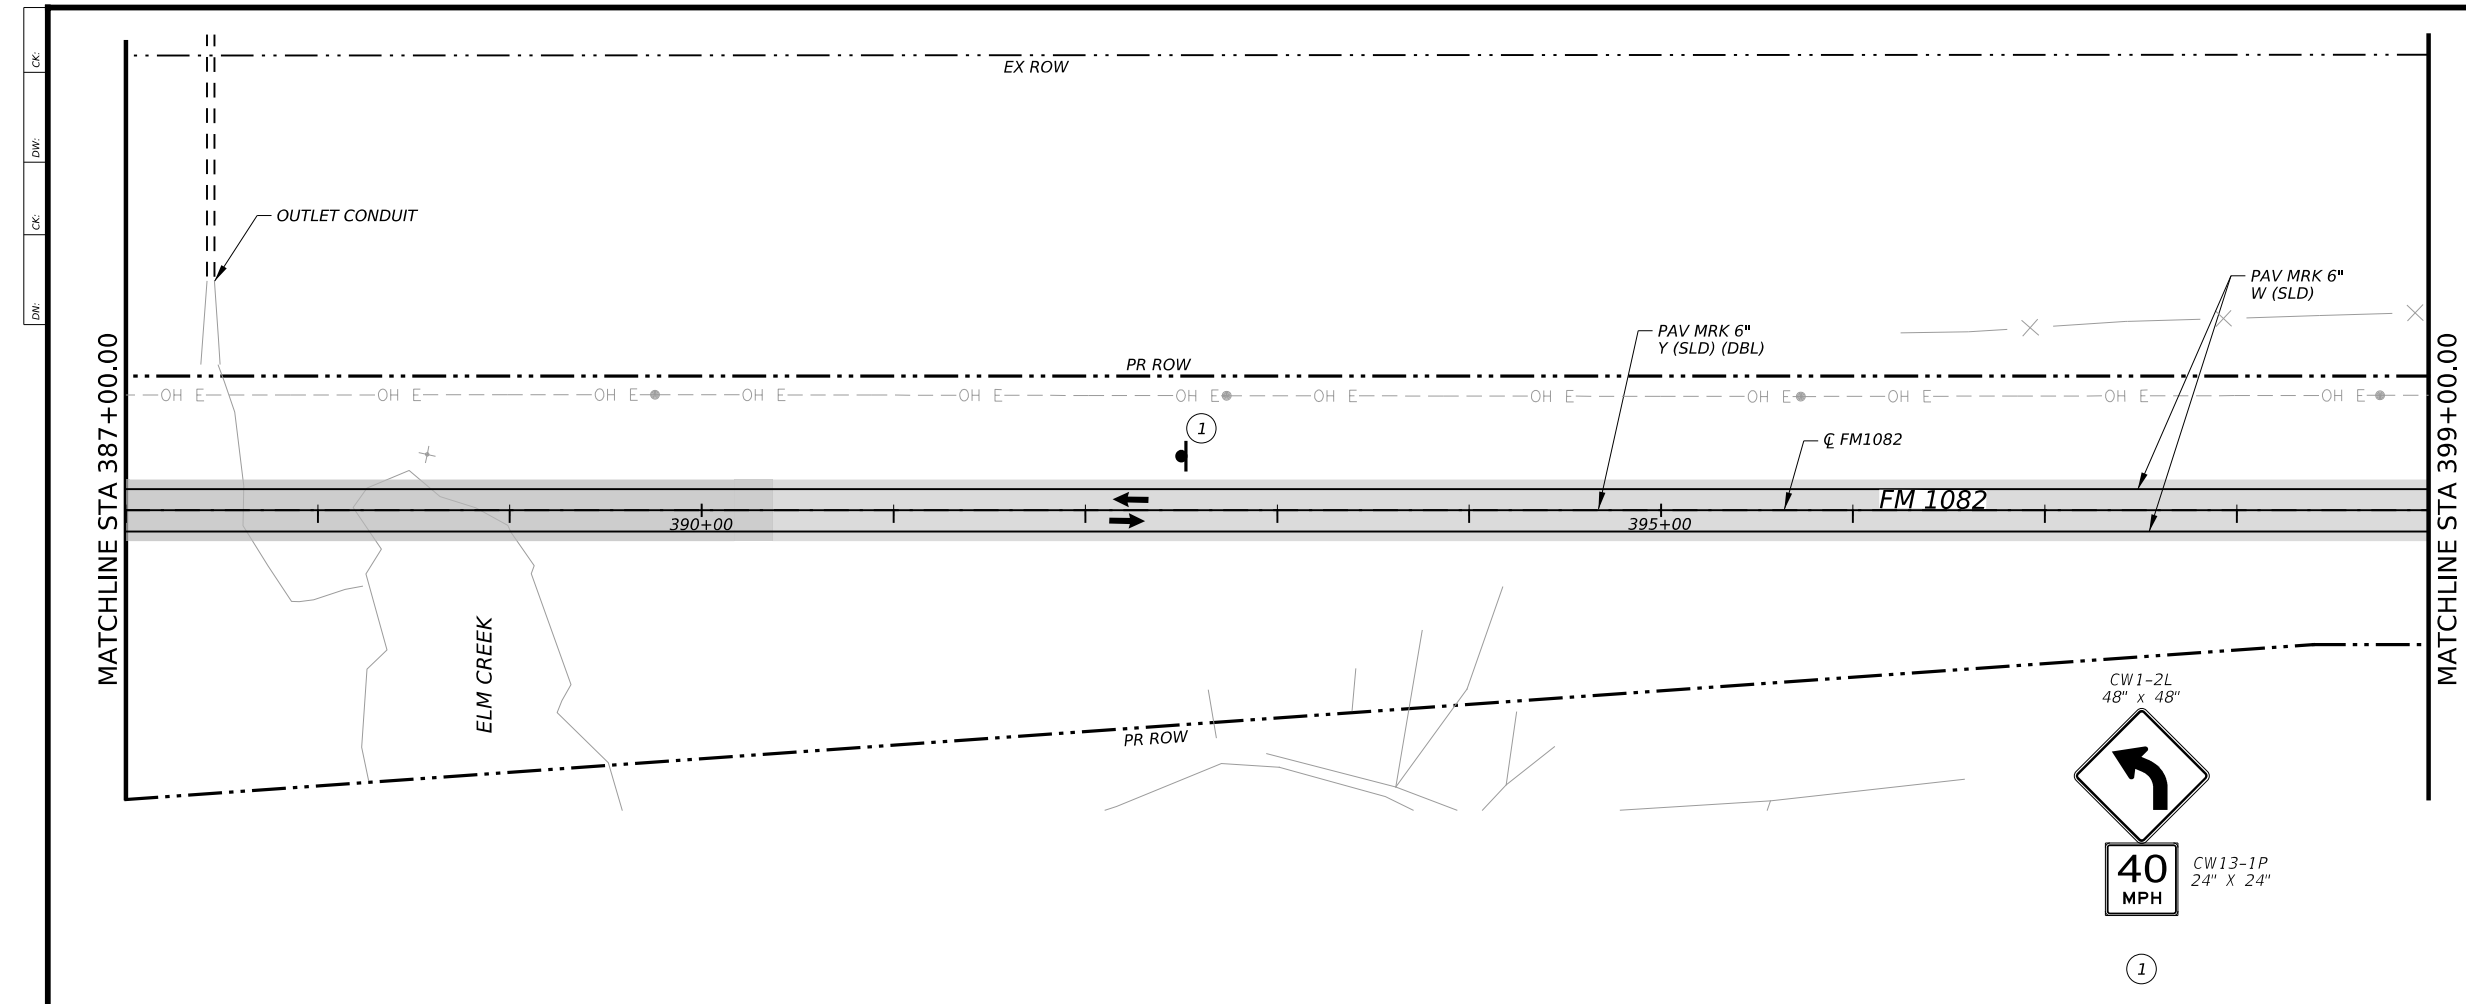 CK:
DW:
CK:
DN:
EX ROW
OUTLET CONDUIT
PAV MRK 6"
W (SLD)
PAV MRK 6"
Y (SLD) (DBL)
PR ROW
OH E OH E OH E OH E OH E OH E OH E OH E OH E OH E OH E OH E
1
℄ FM1082
FM 1082
390+00
395+00
MATCHLINE STA 387+00.00
MATCHLINE STA 399+00.00
ELM CREEK
PR ROW
CW1-2L
48" x 48"
40
MPH
CW13-1P
24" X 24"
1